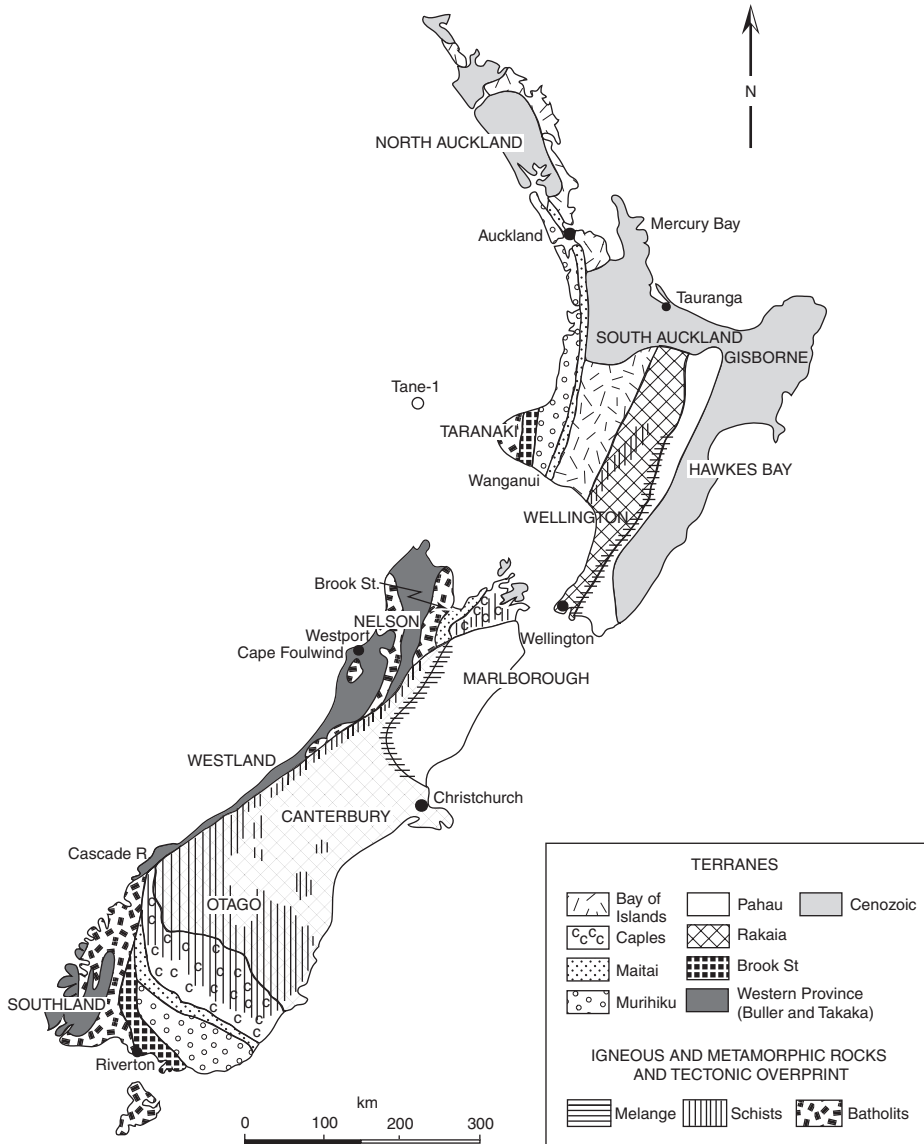 N
NORTH AUCKLAND
Mercury Bay
Auckland
Tauranga
SOUTH AUCKLAND
GISBORNE
Tane-1
TARANAKI
HAWKES BAY
Wanganui
WELLINGTON
Brook St.
NELSON
Westport
Wellington
Cape Foulwind
MARLBOROUGH
WESTLAND
Christchurch
CANTERBURY
Cascade R.
OTAGO
SOUTHLAND
Riverton
km
0 100 200 300
TERRANES
Bay of
Islands
Pahau
Cenozoic
Caples
Rakaia
Maitai
Brook St
Murihiku
Western Province
(Buller and Takaka)
IGNEOUS AND METAMORPHIC ROCKS
AND TECTONIC OVERPRINT
Melange
Schists
Batholits